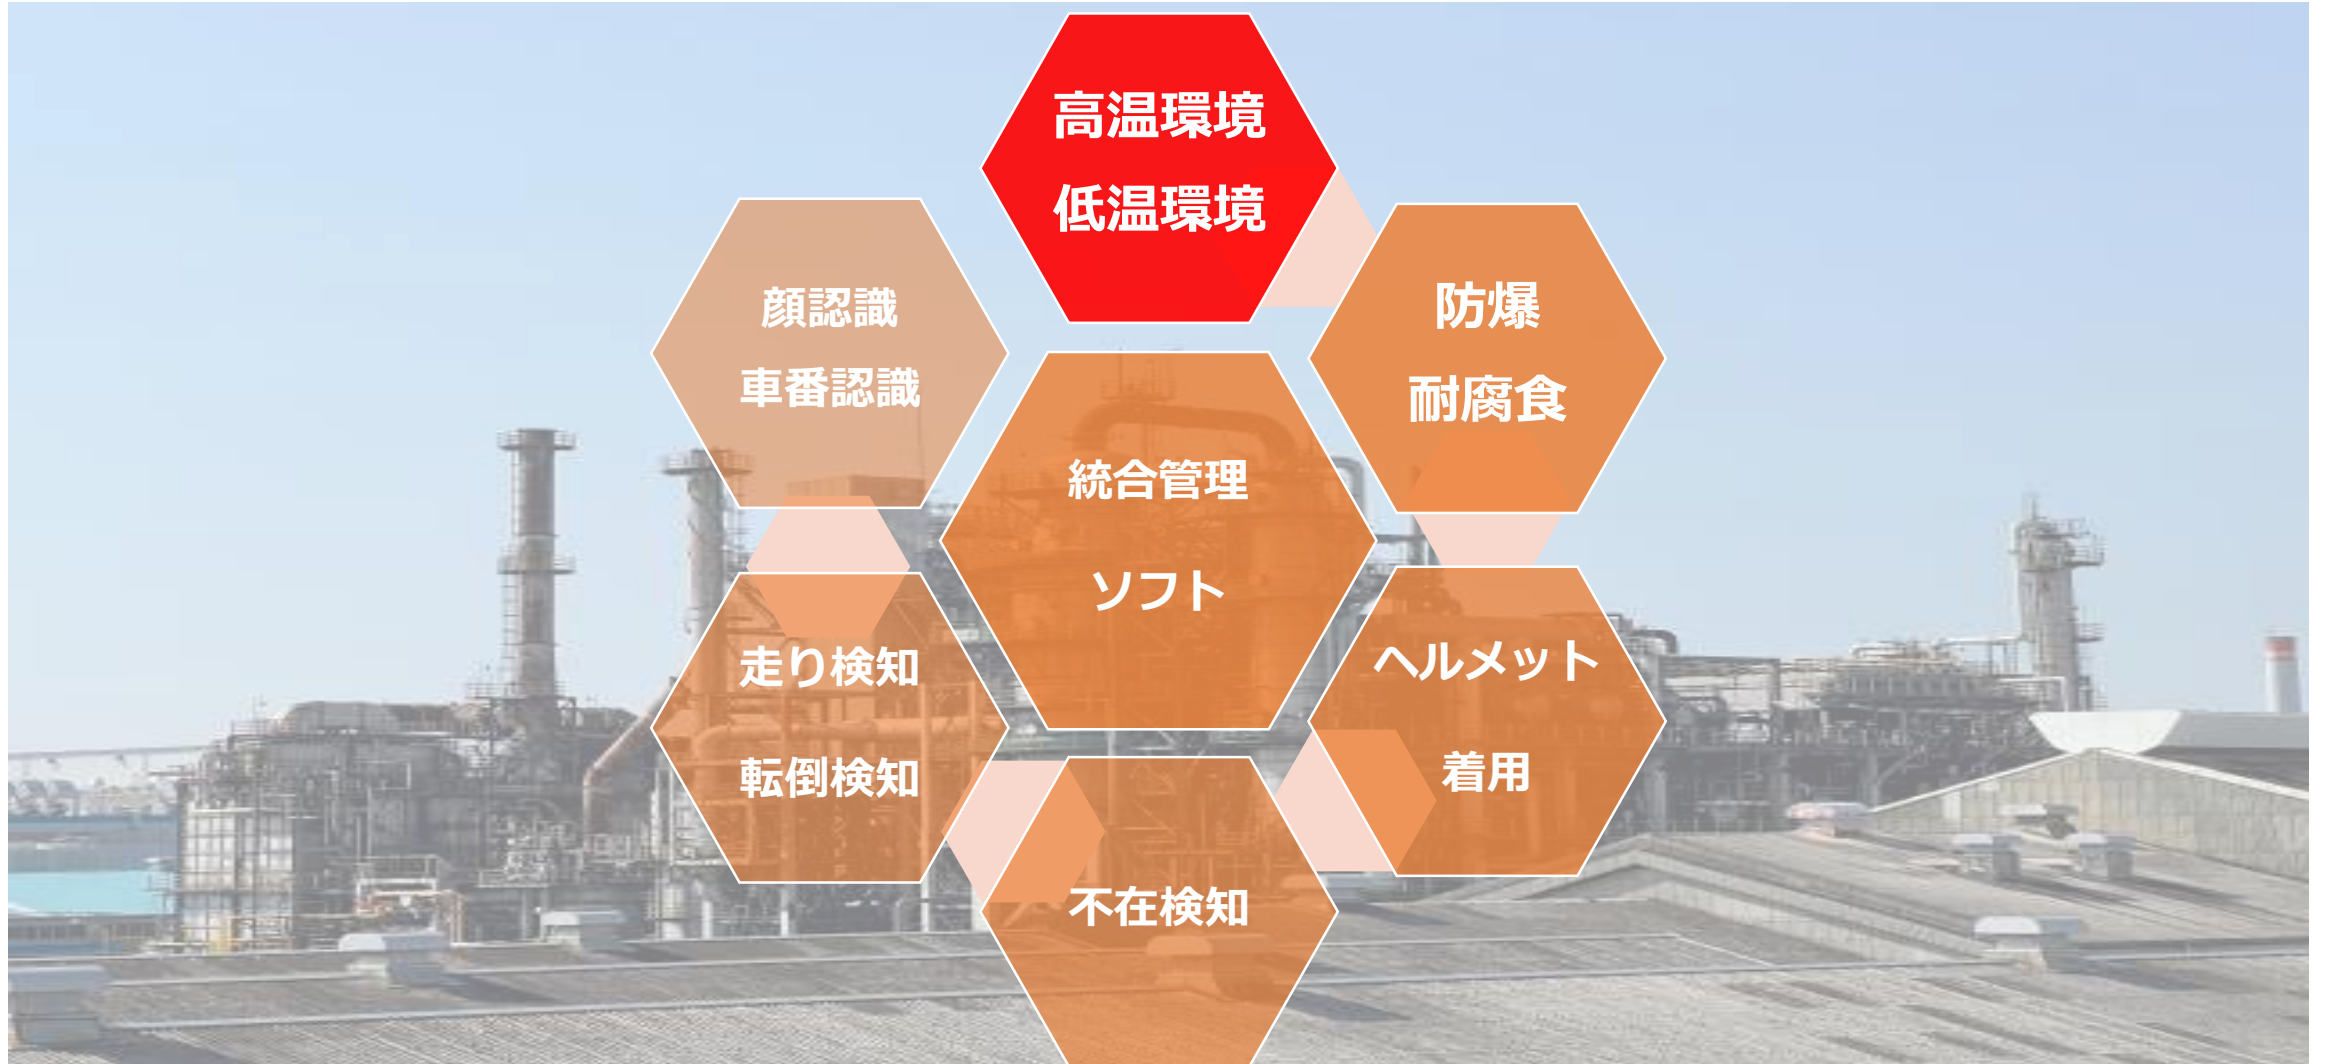 高温環境
低温環境
顔認識
車番認識
防爆
耐腐食
統合管理
ソフト
走り検知
転倒検知
ヘルメット
着用
不在検知